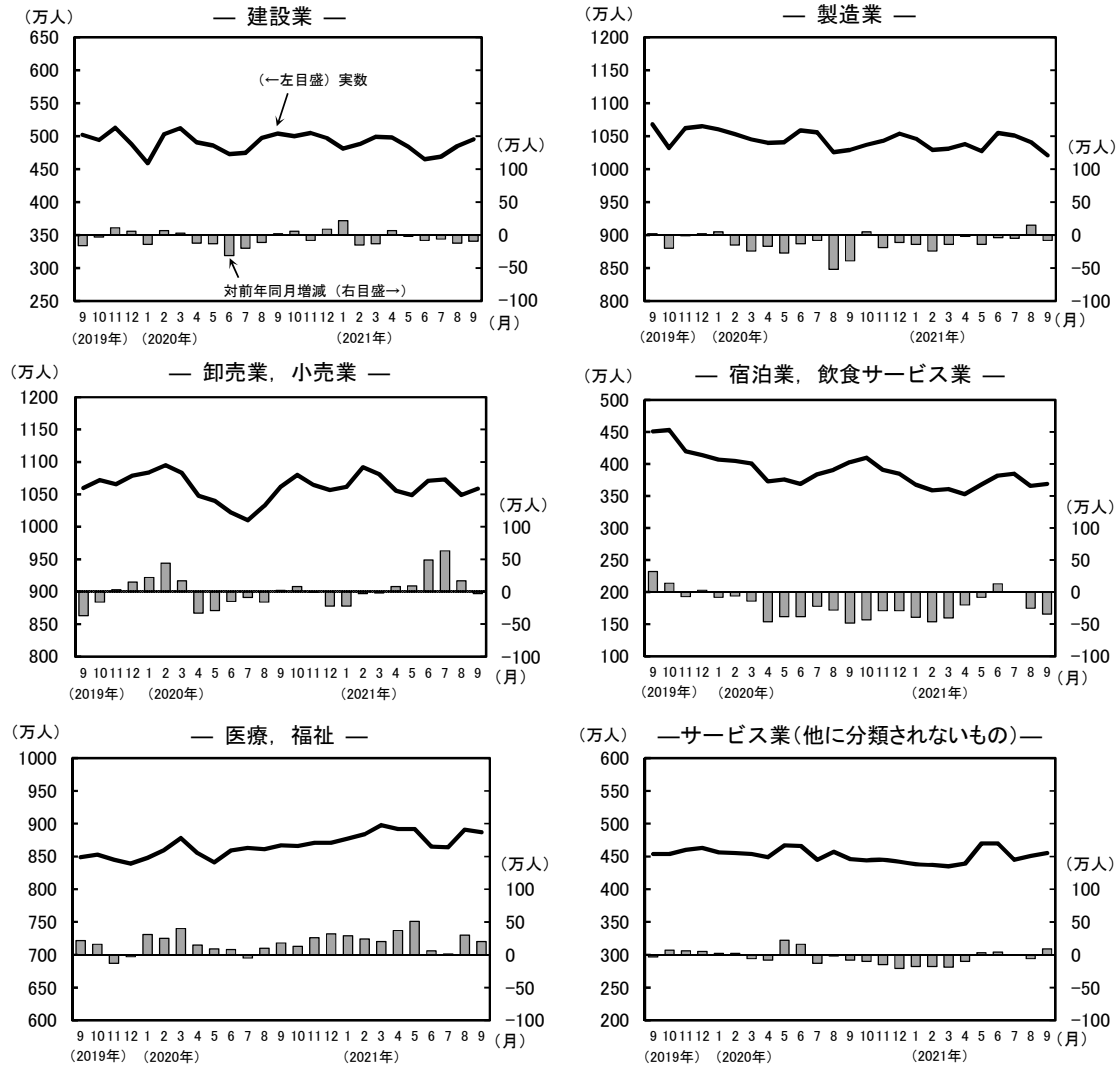 ― 建設業 ―
(万人)
650
600
550
500
450
400
350
300
250
(←左目盛) 実数
対前年同月増減 (右目盛→)
(万人)
100
50
0
−50
−100
9 10 11 12 1 2 3 4 5 6 7 8 9 10 11 12 1 2 3 4 5 6 7 8 9 (月)
(2019年) (2020年) (2021年)
― 製造業 ―
(万人)
1200
1150
1100
1050
1000
950
900
850
800
(万人)
100
50
0
−50
−100
9 10 11 12 1 2 3 4 5 6 7 8 9 10 11 12 1 2 3 4 5 6 7 8 9 (月)
(2019年) (2020年) (2021年)
― 卸売業，小売業 ―
(万人)
1200
1150
1100
1050
1000
950
900
850
800
(万人)
100
50
0
−50
−100
9 10 11 12 1 2 3 4 5 6 7 8 9 10 11 12 1 2 3 4 5 6 7 8 9 (月)
(2019年) (2020年) (2021年)
― 宿泊業，飲食サービス業 ―
(万人)
500
450
400
350
300
250
200
150
100
(万人)
100
50
0
−50
−100
9 10 11 12 1 2 3 4 5 6 7 8 9 10 11 12 1 2 3 4 5 6 7 8 9 (月)
(2019年) (2020年) (2021年)
― 医療，福祉 ―
(万人)
1000
950
900
850
800
750
700
650
600
(万人)
100
50
0
−50
−100
9 10 11 12 1 2 3 4 5 6 7 8 9 10 11 12 1 2 3 4 5 6 7 8 9 (月)
(2019年) (2020年) (2021年)
―サービス業(他に分類されないもの)―
(万人)
600
550
500
450
400
350
300
250
200
(万人)
100
50
0
−50
−100
9 10 11 12 1 2 3 4 5 6 7 8 9 10 11 12 1 2 3 4 5 6 7 8 9 (月)
(2019年) (2020年) (2021年)